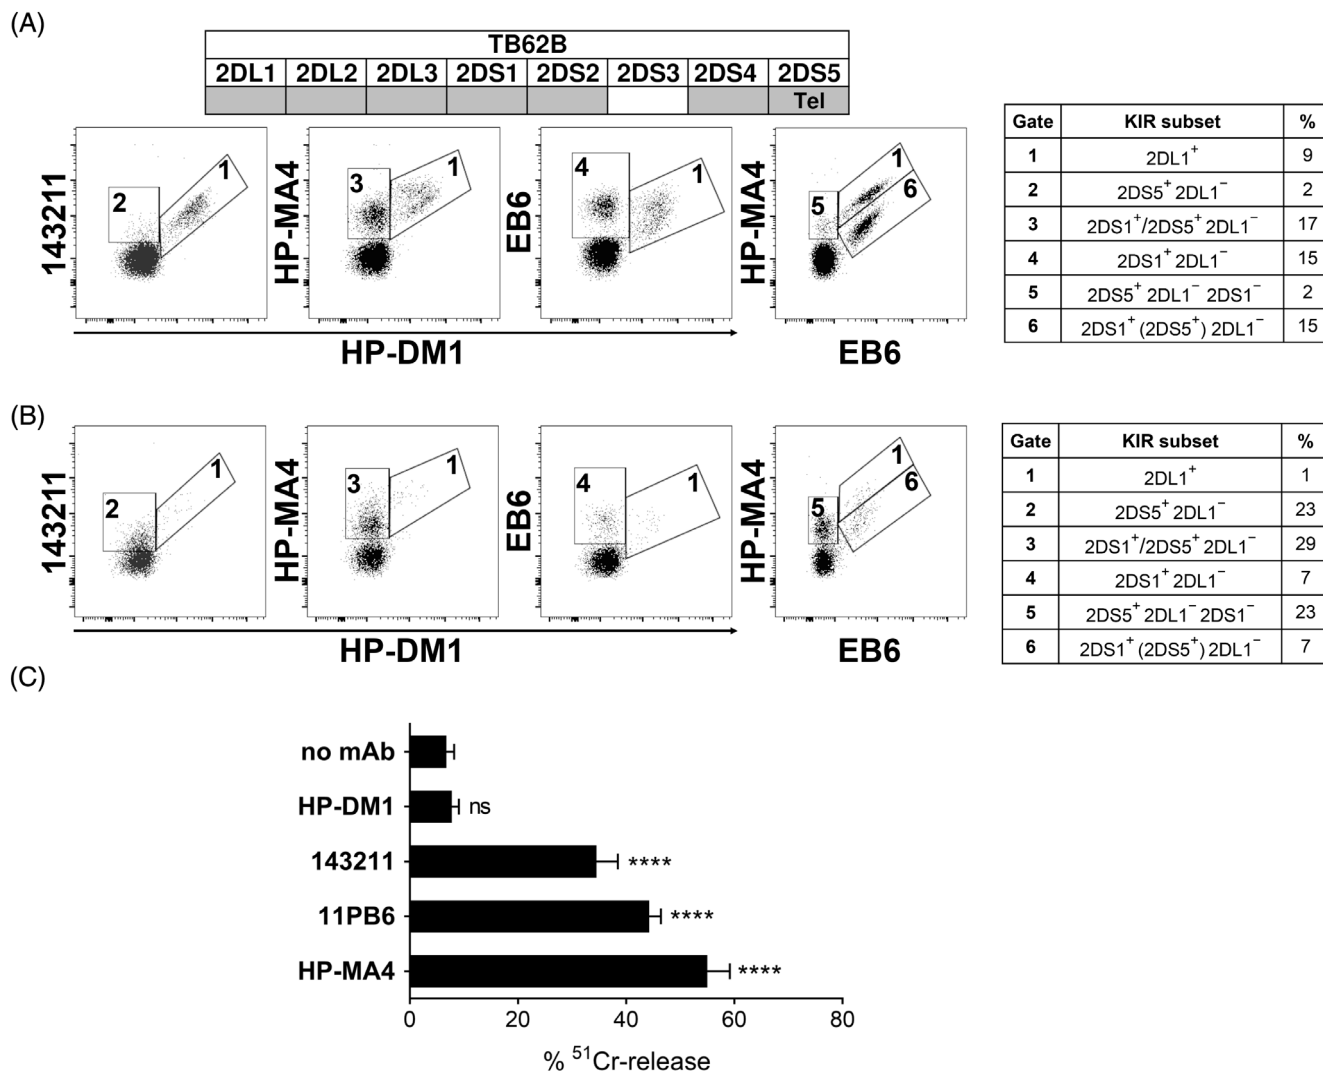 (A)
TB62B
2DL1 2DL2 2DL3 2DS1 2DS2 2DS3 2DS4 2DS5
Tel
143211
2
1
HP-MA4
3
1
EB6
4
1
HP-MA4
5
1
6
HP-DM1
EB6
Gate KIR subset %
1 2DL1⁺ 9
2 2DS5⁺ 2DL1⁻ 2
3 2DS1⁺/2DS5⁺ 2DL1⁻ 17
4 2DS1⁺ 2DL1⁻ 15
5 2DS5⁺ 2DL1⁻ 2DS1⁻ 2
6 2DS1⁺ (2DS5⁺) 2DL1⁻ 15
(B)
143211
2
1
HP-MA4
3
1
EB6
4
1
HP-MA4
5
1
6
HP-DM1
EB6
Gate KIR subset %
1 2DL1⁺ 1
2 2DS5⁺ 2DL1⁻ 23
3 2DS1⁺/2DS5⁺ 2DL1⁻ 29
4 2DS1⁺ 2DL1⁻ 7
5 2DS5⁺ 2DL1⁻ 2DS1⁻ 23
6 2DS1⁺ (2DS5⁺) 2DL1⁻ 7
(C)
no mAb
HP-DM1 ns
143211 ****
11PB6 ****
HP-MA4 ****
0 20 40 60 80
% ⁵¹Cr-release